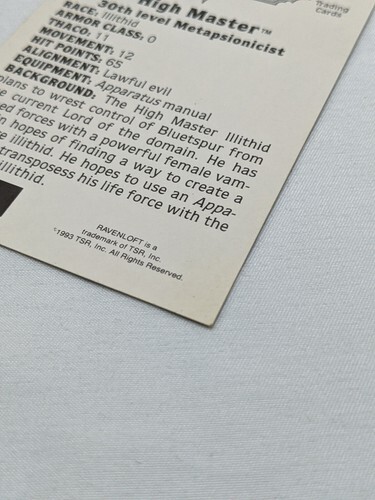 High Master™
Trading
Cards
30th level Metapsionicist
RACE: Illithid
ARMOR CLASS: 0
THACO: 11
MOVEMENT: 12
HIT POINTS: 65
ALIGNMENT: Lawful evil
EQUIPMENT: Apparatus manual
BACKGROUND: The High Master Illithid
plans to wrest control of Bluetspur from
e current Lord of the domain. He has
ed forces with a powerful female vam-
n hopes of finding a way to create a
e illithid. He hopes to use an Appa-
transposess his life force with the
illithid.
RAVENLOFT is a
trademark of TSR, Inc.
©1993 TSR, Inc. All Rights Reserved.